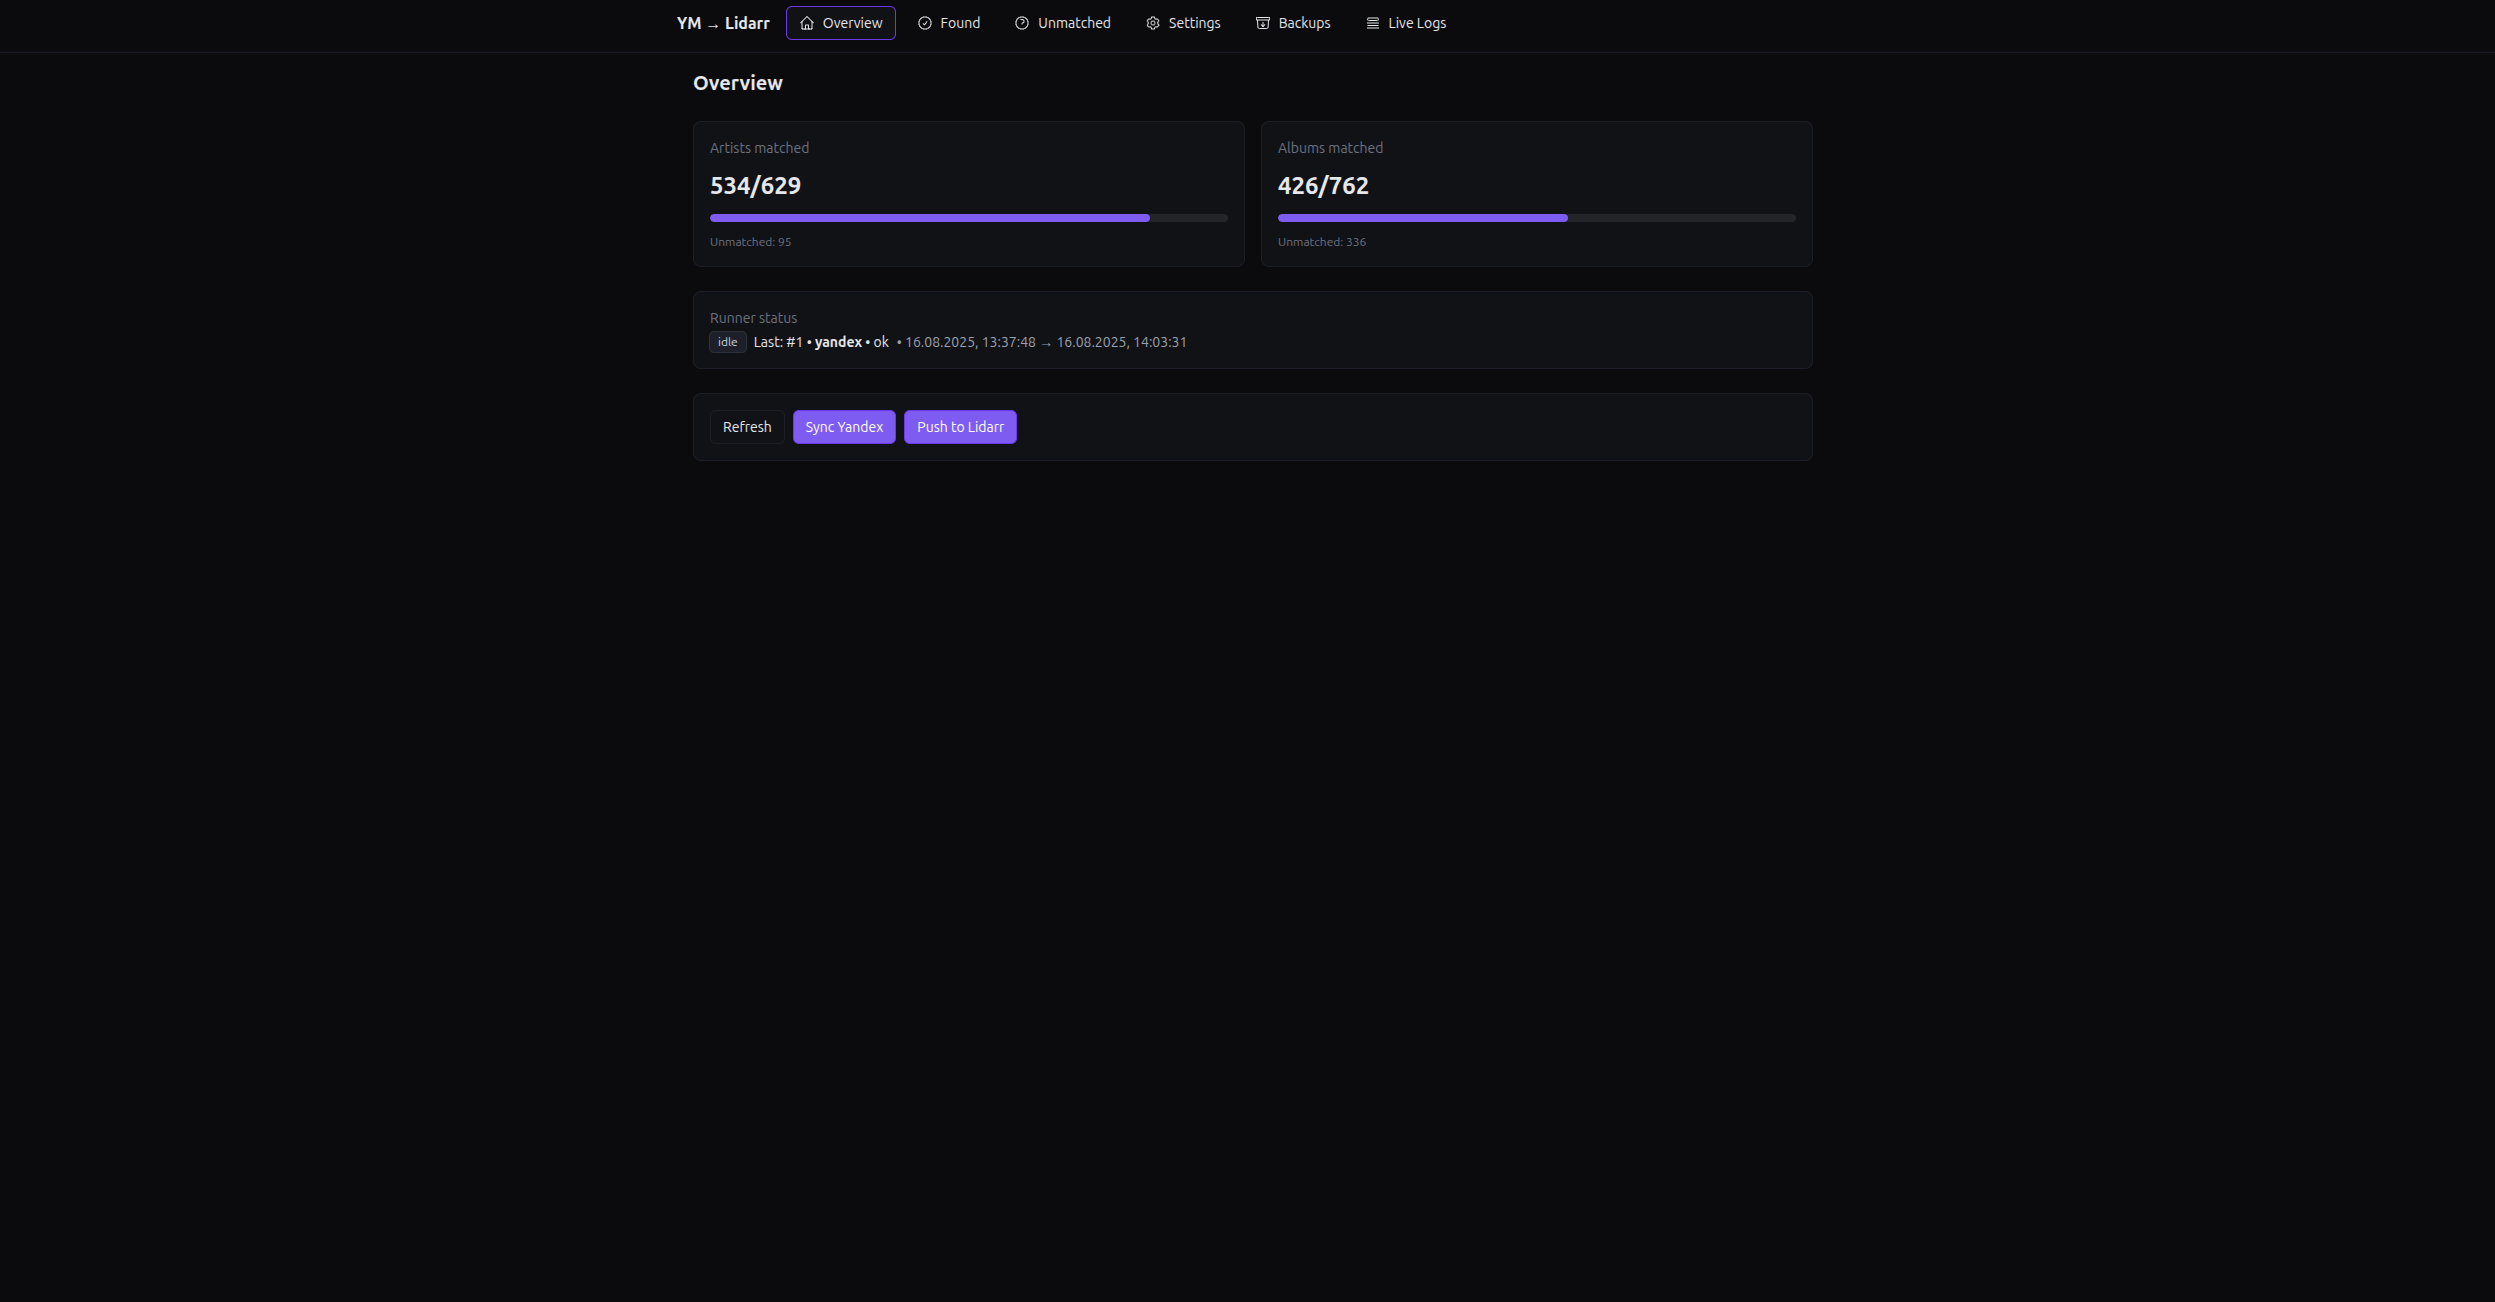 YM → Lidarr Overview Found Unmatched Settings Backups Live Logs
Overview
Artists matched
534/629
Unmatched: 95
Albums matched
426/762
Unmatched: 336
Runner status
idle Last: #1 • yandex • ok • 16.08.2025, 13:37:48 → 16.08.2025, 14:03:31
Refresh Sync Yandex Push to Lidarr